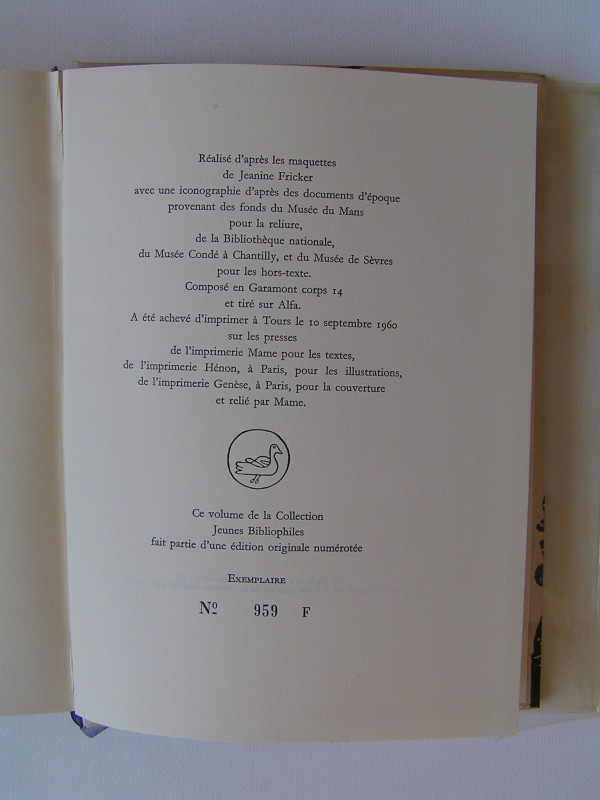 Réalisé d'après les maquettes
de Jeanine Fricker
avec une iconographie d'après des documents d'époque
provenant des fonds du Musée du Mans
pour la reliure,
de la Bibliothèque nationale,
du Musée Condé à Chantilly, et du Musée de Sèvres
pour les hors-texte.
Composé en Garamont corps 14
et tiré sur Alfa.
A été achevé d'imprimer à Tours le 10 septembre 1960
sur les presses
de l'imprimerie Mame pour les textes,
de l'imprimerie Hénon, à Paris, pour les illustrations,
de l'imprimerie Genèse, à Paris, pour la couverture
et relié par Mame.
Ce volume de la Collection
Jeunes Bibliophiles
fait partie d'une édition originale numérotée
Exemplaire
Nº 959 F